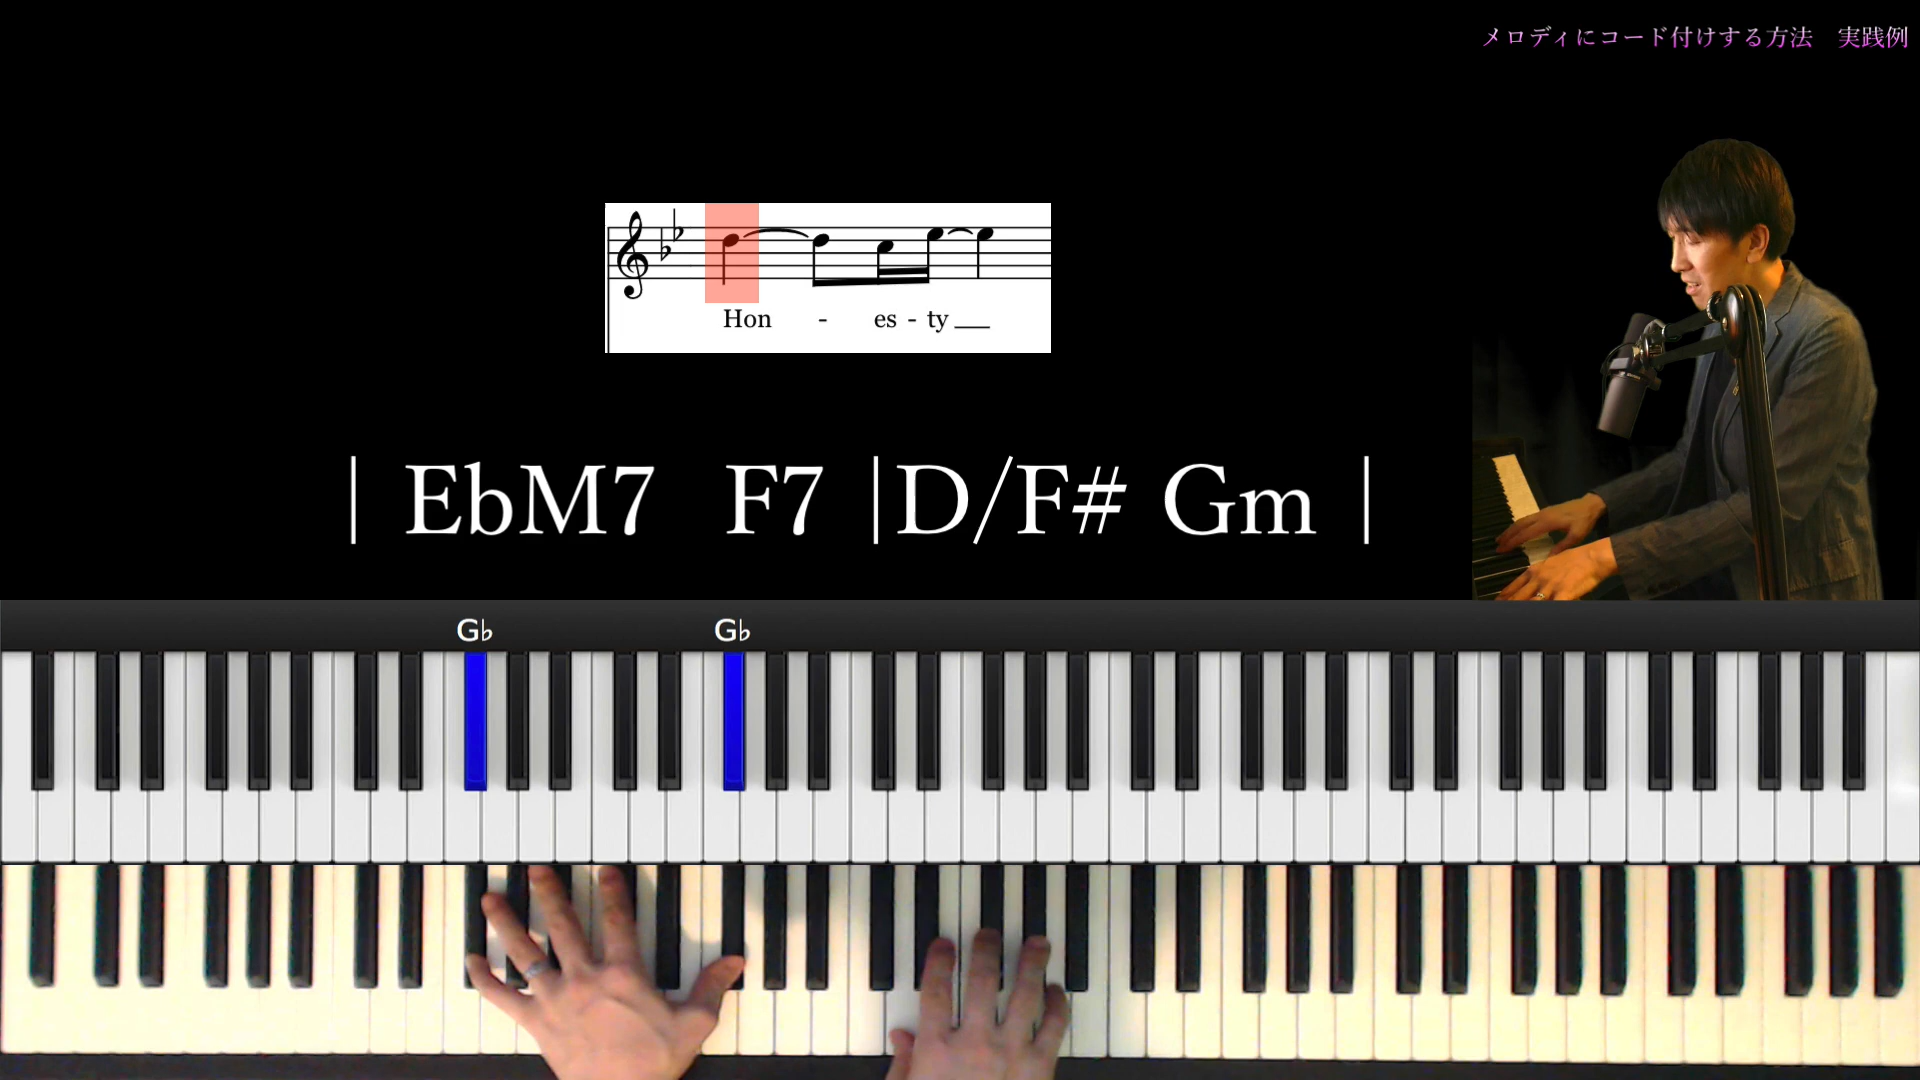 メロディにコード付けする方法　実践例
Hon - es - ty
| EbM7 F7 | D/F# Gm |
G♭ G♭